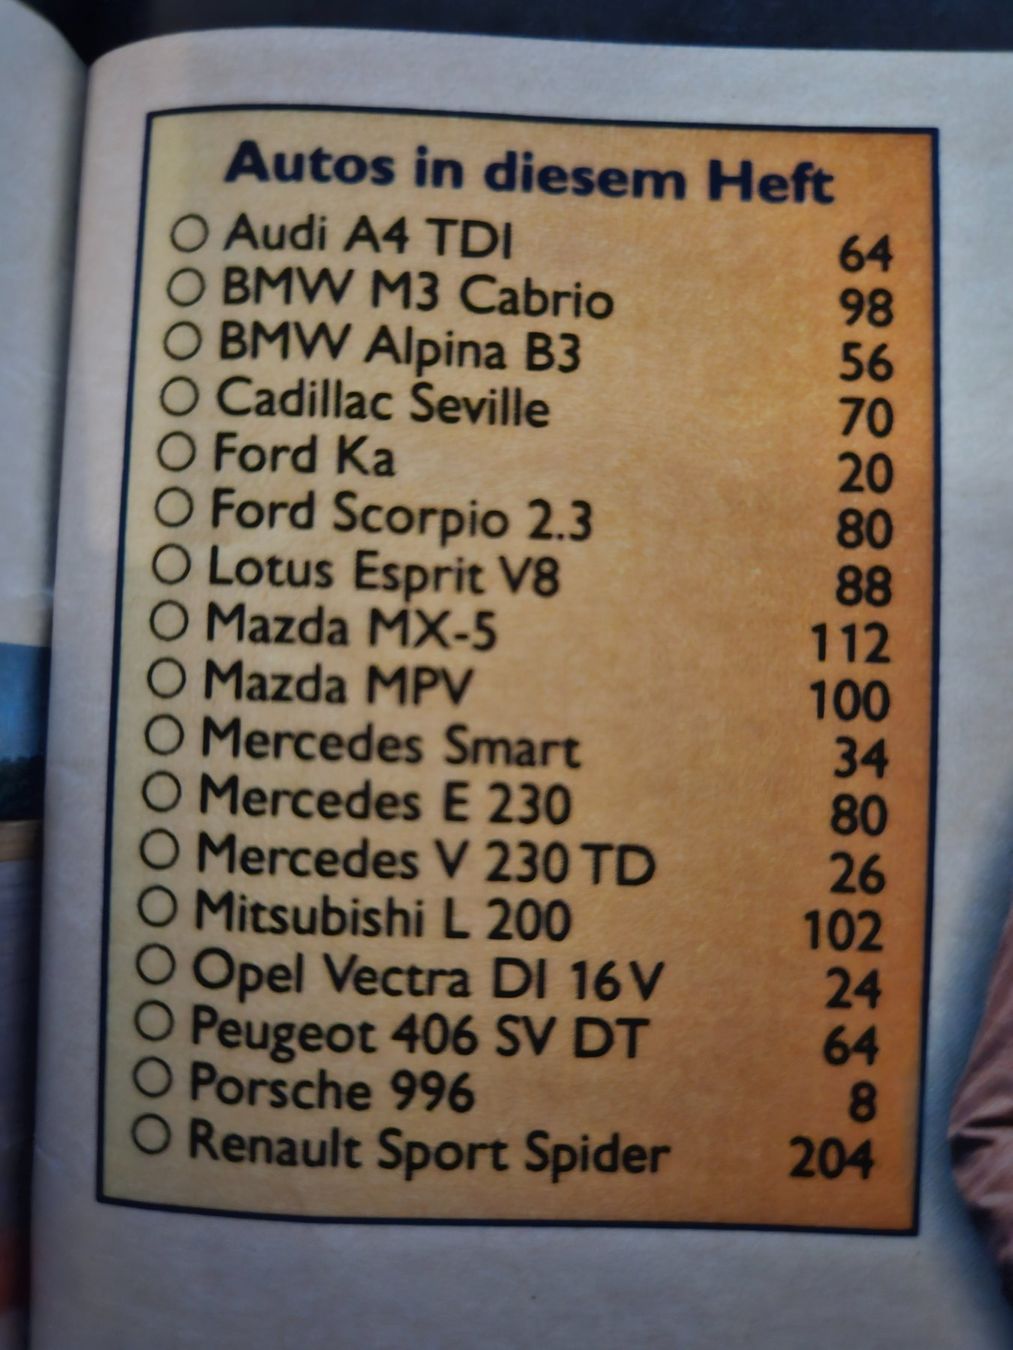 Autos in diesem Heft
○ Audi A4 TDI 64
○ BMW M3 Cabrio 98
○ BMW Alpina B3 56
○ Cadillac Seville 70
○ Ford Ka 20
○ Ford Scorpio 2.3 80
○ Lotus Esprit V8 88
○ Mazda MX-5 112
○ Mazda MPV 100
○ Mercedes Smart 34
○ Mercedes E 230 80
○ Mercedes V 230 TD 26
○ Mitsubishi L 200 102
○ Opel Vectra DI 16 V 24
○ Peugeot 406 SV DT 64
○ Porsche 996 8
○ Renault Sport Spider 204